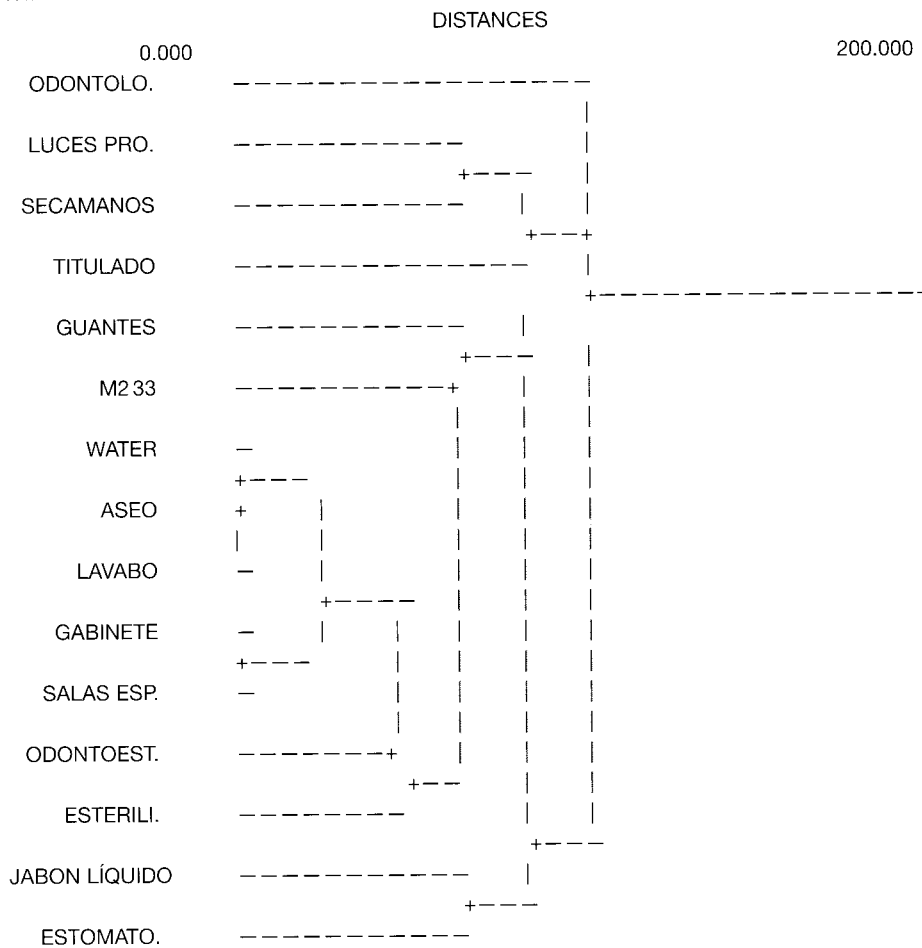 DISTANCES
0.000 200.000
ODONTOLO.
LUCES PRO.
SECAMANOS
TITULADO
GUANTES
M2 33
WATER
ASEO
LAVABO
GABINETE
SALAS ESP.
ODONTOEST.
ESTERILI.
JABON LÍQUIDO
ESTOMATO.